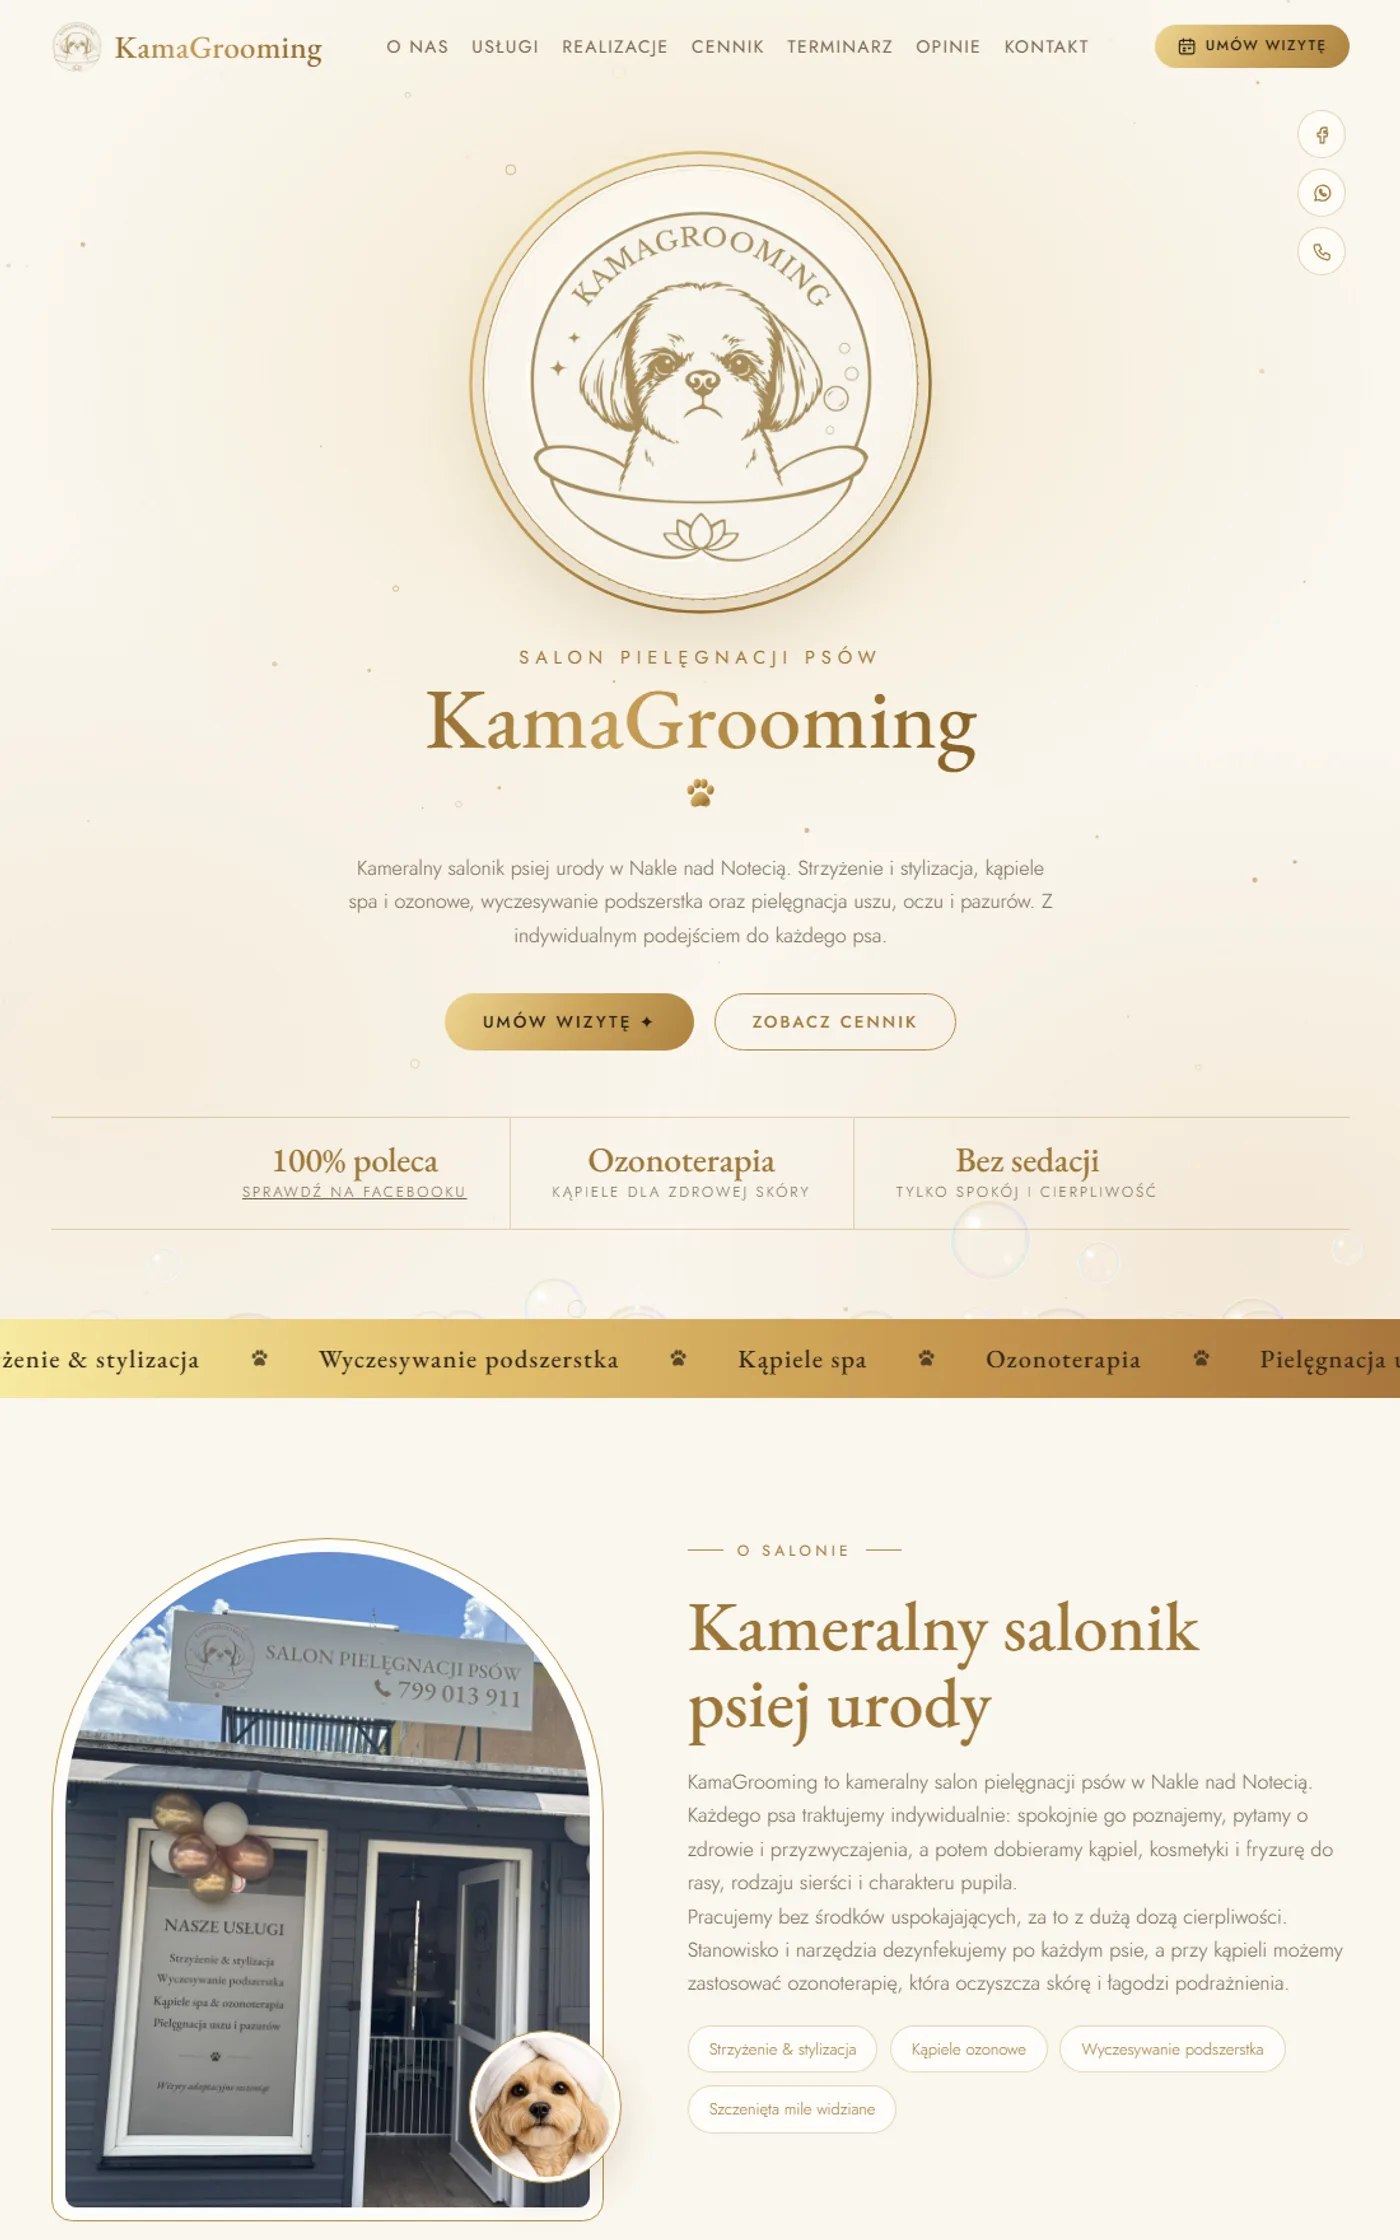 KamaGrooming
O NAS USŁUGI REALIZACJE CENNIK TERMINARZ OPINIE KONTAKT
UMÓW WIZYTĘ
KAMAGROOMING
SALON PIELĘGNACJI PSÓW
KamaGrooming
Kameralny salonik psiej urody w Nakle nad Notecią. Strzyżenie i stylizacja, kąpiele
spa i ozonowe, wyczesywanie podszerstka oraz pielęgnacja uszu, oczu i pazurów. Z
indywidualnym podejściem do każdego psa.
UMÓW WIZYTĘ ✦
ZOBACZ CENNIK
100% poleca
SPRAWDŹ NA FACEBOOKU
Ozonoterapia
KĄPIELE DLA ZDROWEJ SKÓRY
Bez sedacji
TYLKO SPOKÓJ I CIERPLIWOŚĆ
żenie & stylizacja Wyczesywanie podszerstka Kąpiele spa Ozonoterapia Pielęgnacja u
SALON PIELĘGNACJI PSÓW
799 013 911
NASZE USŁUGI
Strzyżenie & stylizacja
Wyczesywanie podszerstka
Kąpiele spa & ozonoterapia
Pielęgnacja uszu i pazurów
Wizyty adaptacyjne szczeniąt
O SALONIE
Kameralny salonik
psiej urody
KamaGrooming to kameralny salon pielęgnacji psów w Nakle nad Notecią.
Każdego psa traktujemy indywidualnie: spokojnie go poznajemy, pytamy o
zdrowie i przyzwyczajenia, a potem dobieramy kąpiel, kosmetyki i fryzurę do
rasy, rodzaju sierści i charakteru pupila.
Pracujemy bez środków uspokajających, za to z dużą dozą cierpliwości.
Stanowisko i narzędzia dezynfekujemy po każdym psie, a przy kąpieli możemy
zastosować ozonoterapię, która oczyszcza skórę i łagodzi podrażnienia.
Strzyżenie & stylizacja
Kąpiele ozonowe
Wyczesywanie podszerstka
Szczenięta mile widziane